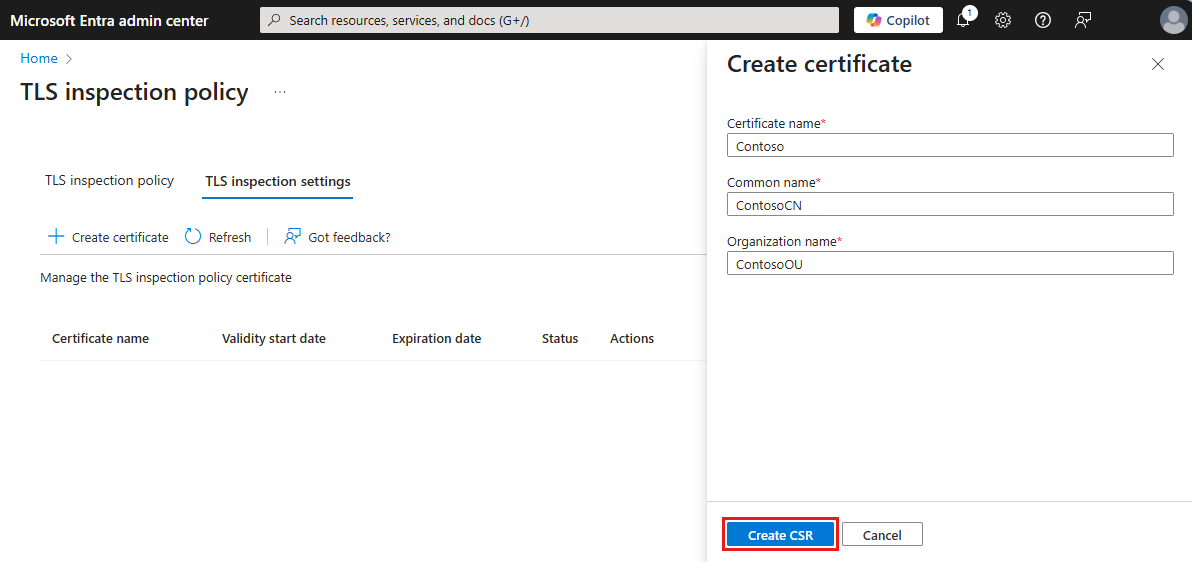 Microsoft Entra admin center
Search resources, services, and docs (G+/)
Copilot
1
Home
TLS inspection policy
...
TLS inspection policy
TLS inspection settings
Create certificate
Refresh
Got feedback?
Manage the TLS inspection policy certificate
Certificate name
Validity start date
Expiration date
Status
Actions
Create certificate
Certificate name*
Contoso
Common name*
ContosoCN
Organization name*
ContosoOU
Create CSR
Cancel